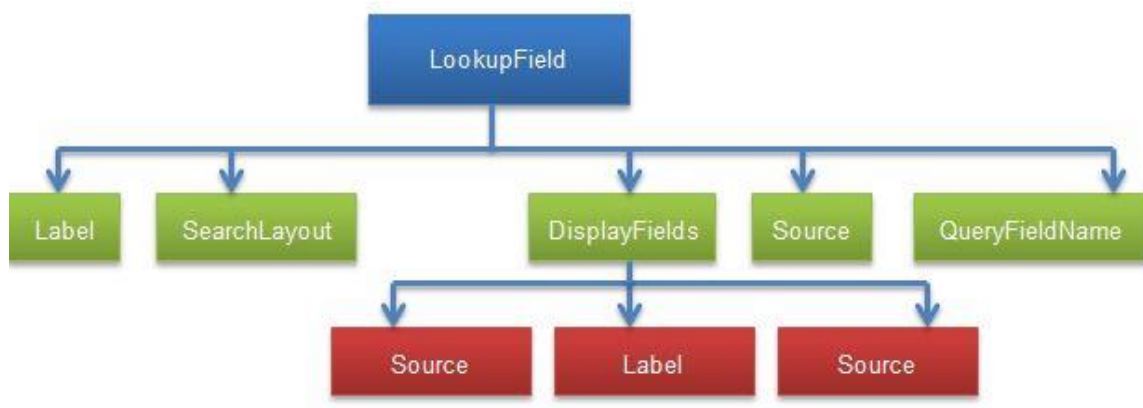 LookupField
Label
SearchLayout
DisplayFields
Source
QueryFieldName
Source
Label
Source